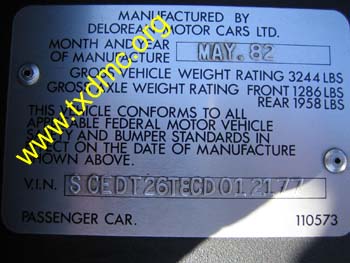 MANUFACTURED BY
DELOREAN MOTOR CARS LTD.
MONTH AND YEAR
OF MANUFACTURE MAY. 82
GROSS VEHICLE WEIGHT RATING 3244 LBS
GROSS AXLE WEIGHT RATING FRONT 1286 LBS
REAR 1958 LBS
THIS VEHICLE CONFORMS TO ALL
APPLICABLE FEDERAL MOTOR VEHICLE
SAFETY AND BUMPER STANDARDS IN
EFFECT ON THE DATE OF MANUFACTURE
SHOWN ABOVE.
V.I.N. SCEDT26T8CD012177
PASSENGER CAR. 110573
www.txdmc.org